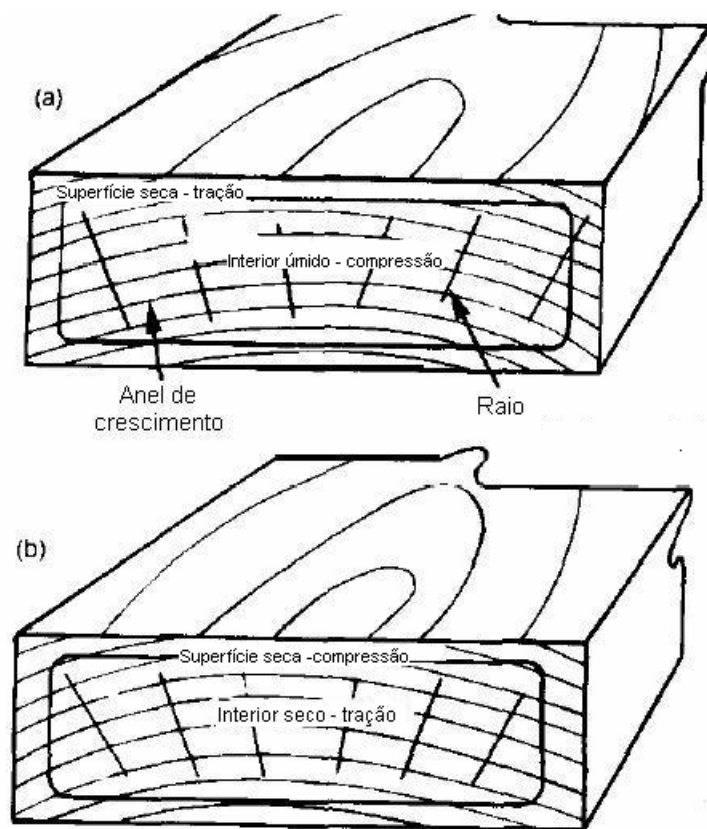 (a)
Superfície seca - tração
Interior úmido - compressão
Anel de
crescimento
Raio
(b)
Superfície seca -compressão
Interior seco - tração